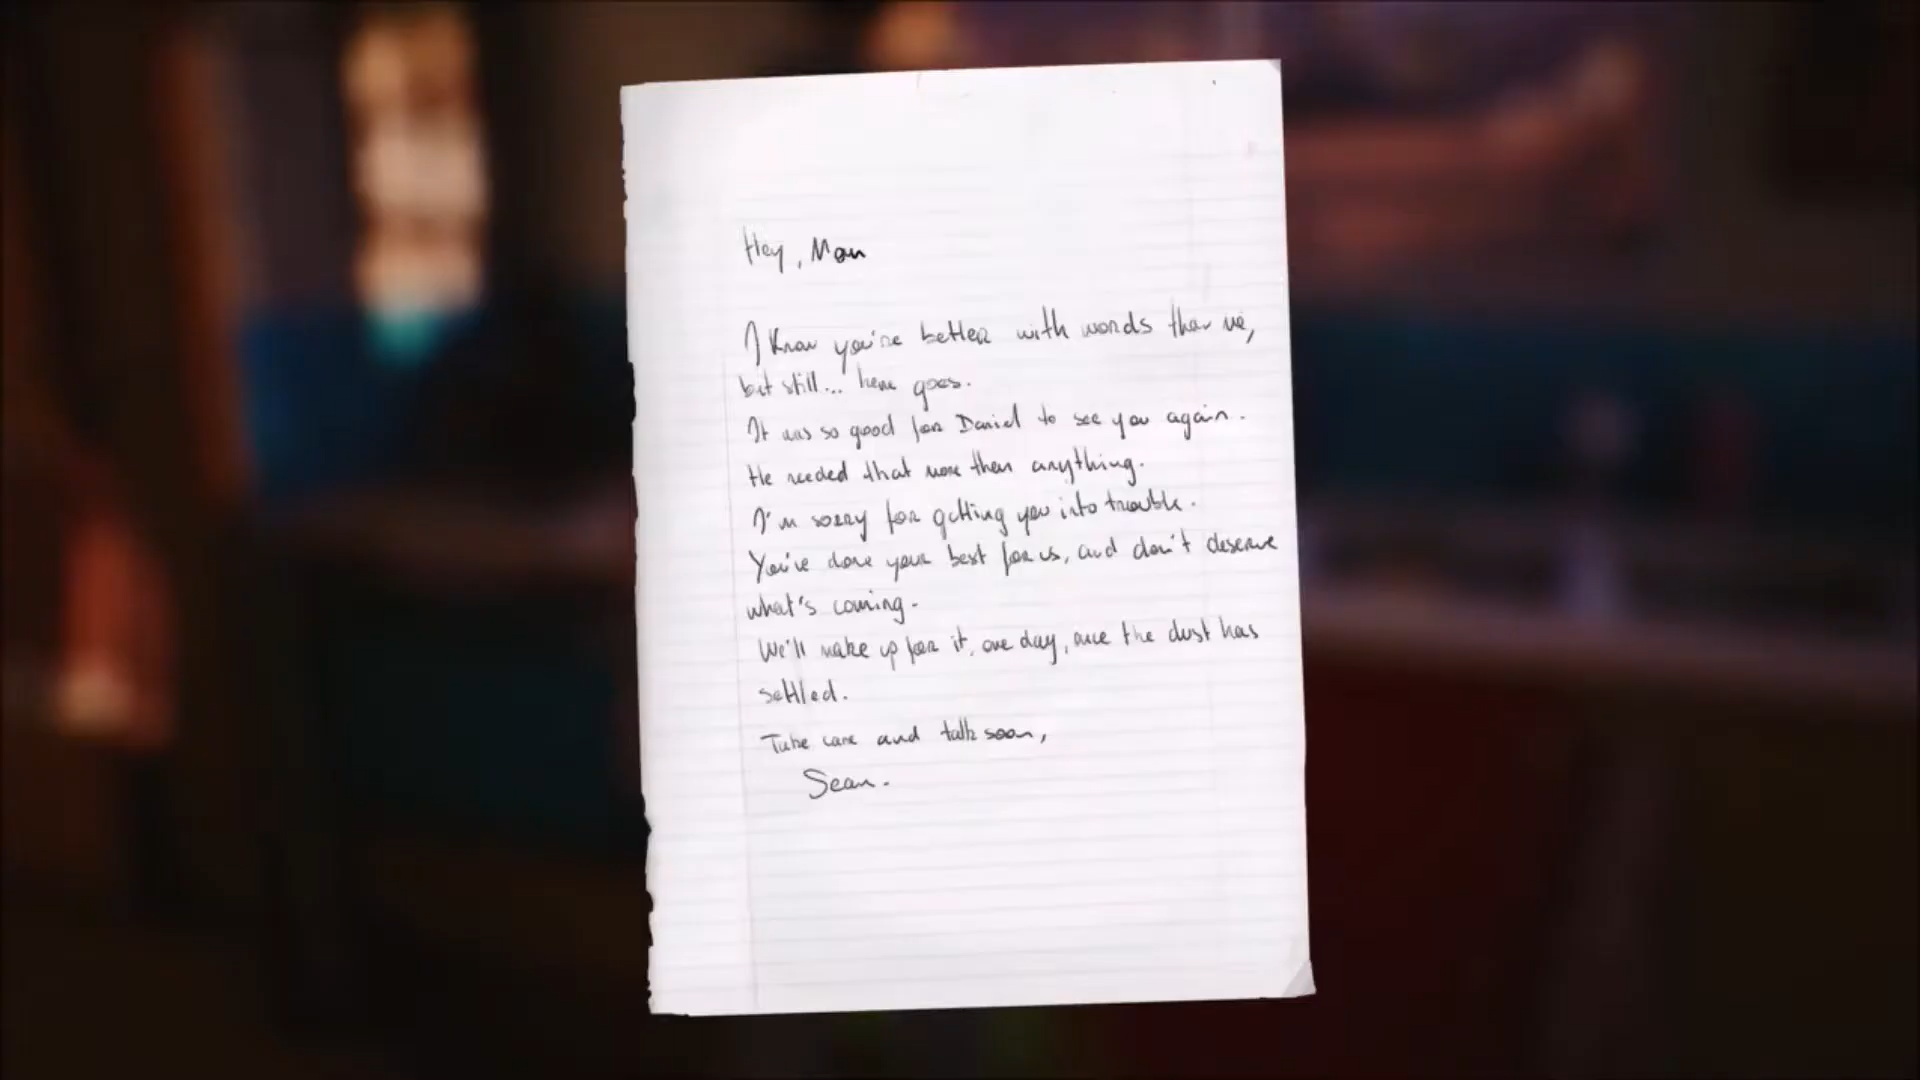 Hey, Mom
I know you're better with words than me,
but still... here goes.
It was so good for Daniel to see you again.
He needed that more than anything.
I'm sorry for getting you into trouble.
You've done your best for us, and don't deserve
what's coming.
We'll make up for it, one day, once the dust has
settled.
Take care and talk soon,
Sean.